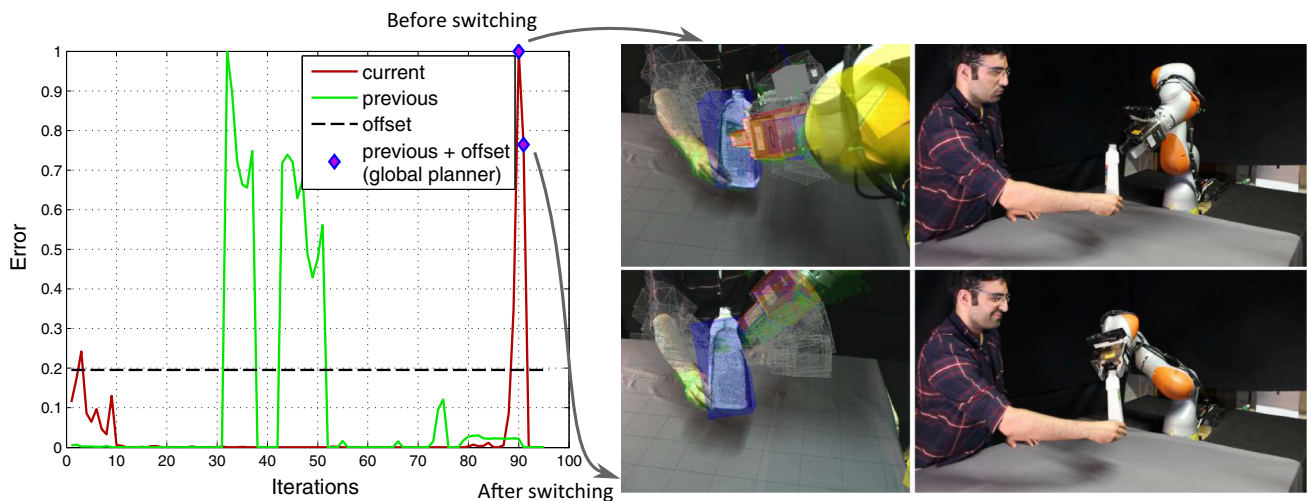 Before switching
1
0.9
0.8
0.7
0.6
0.5
0.4
0.3
0.2
0.1
0
Error
current
previous
offset
previous + offset
(global planner)
0 10 20 30 40 50 60 70 80 90 100
Iterations
After switching